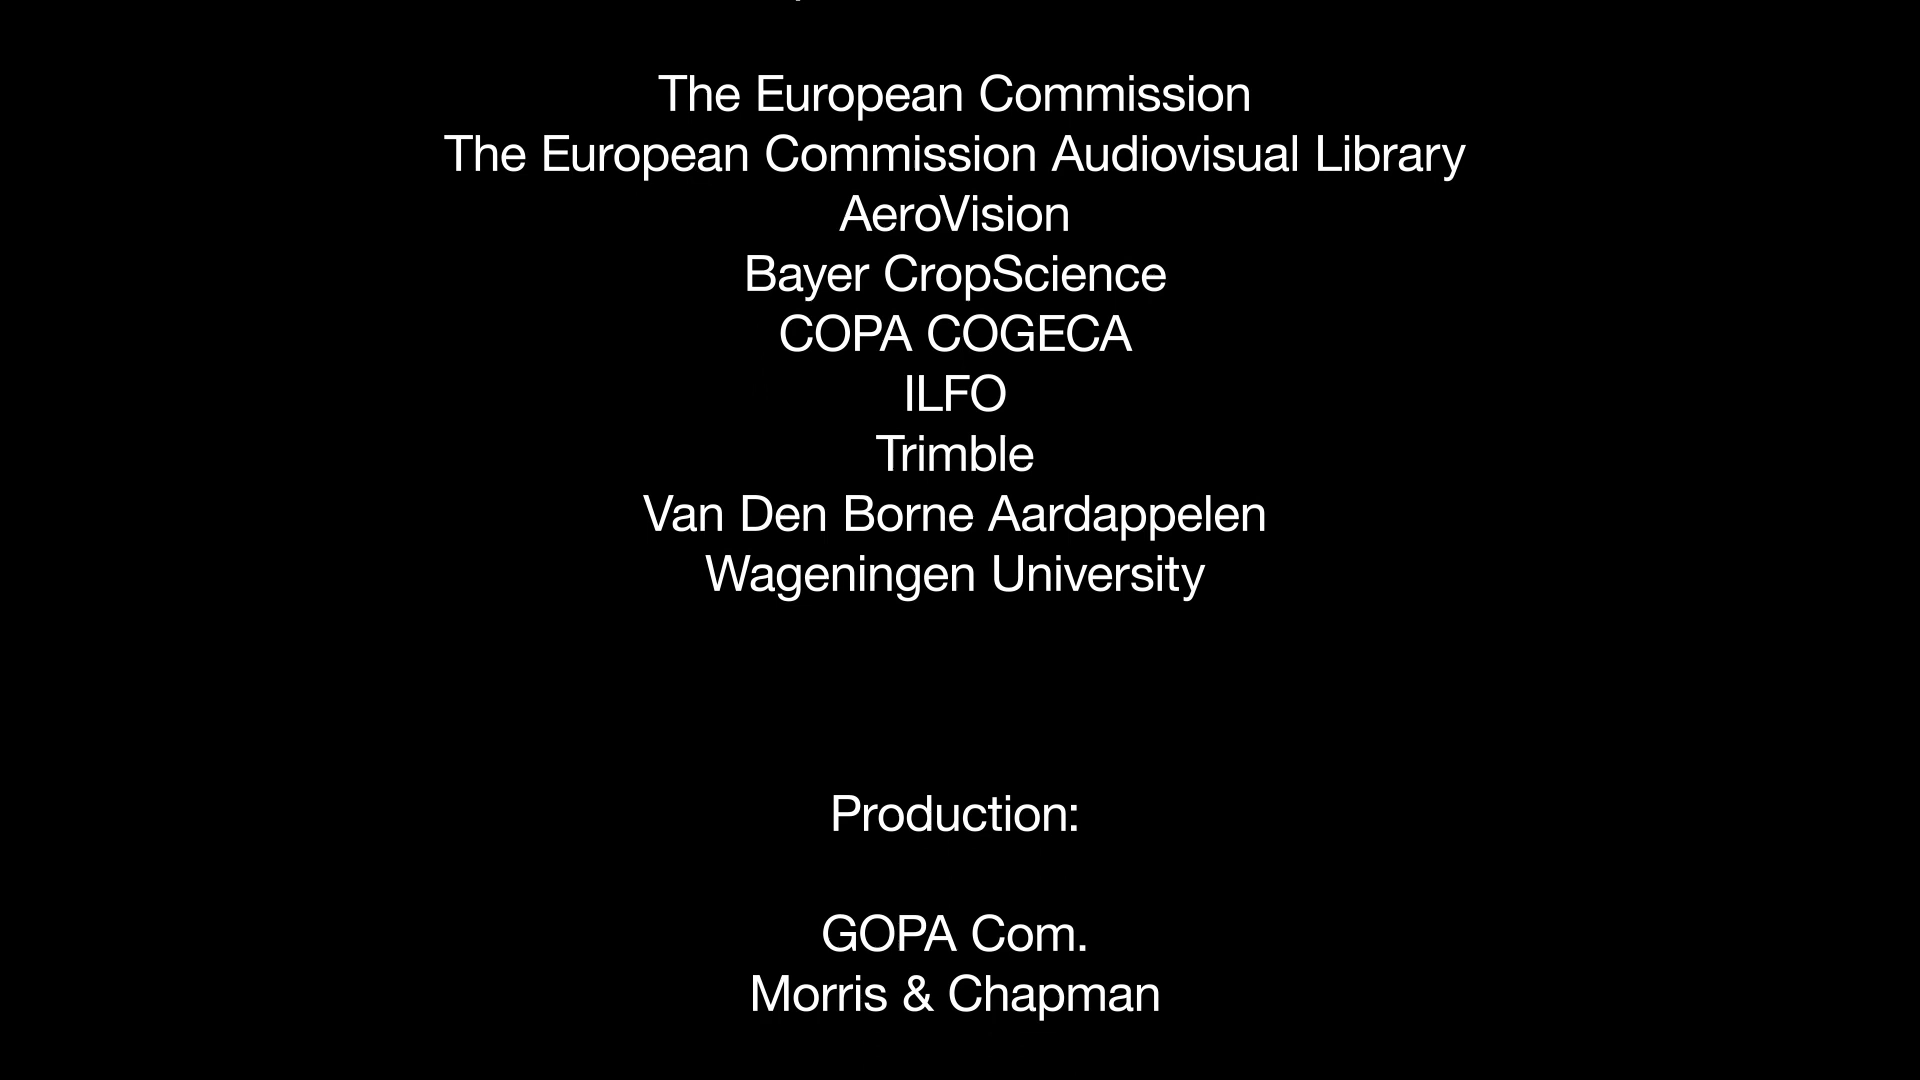 The European Commission
The European Commission Audiovisual Library
AeroVision
Bayer CropScience
COPA COGECA
ILFO
Trimble
Van Den Borne Aardappelen
Wageningen University
Production:
GOPA Com.
Morris & Chapman